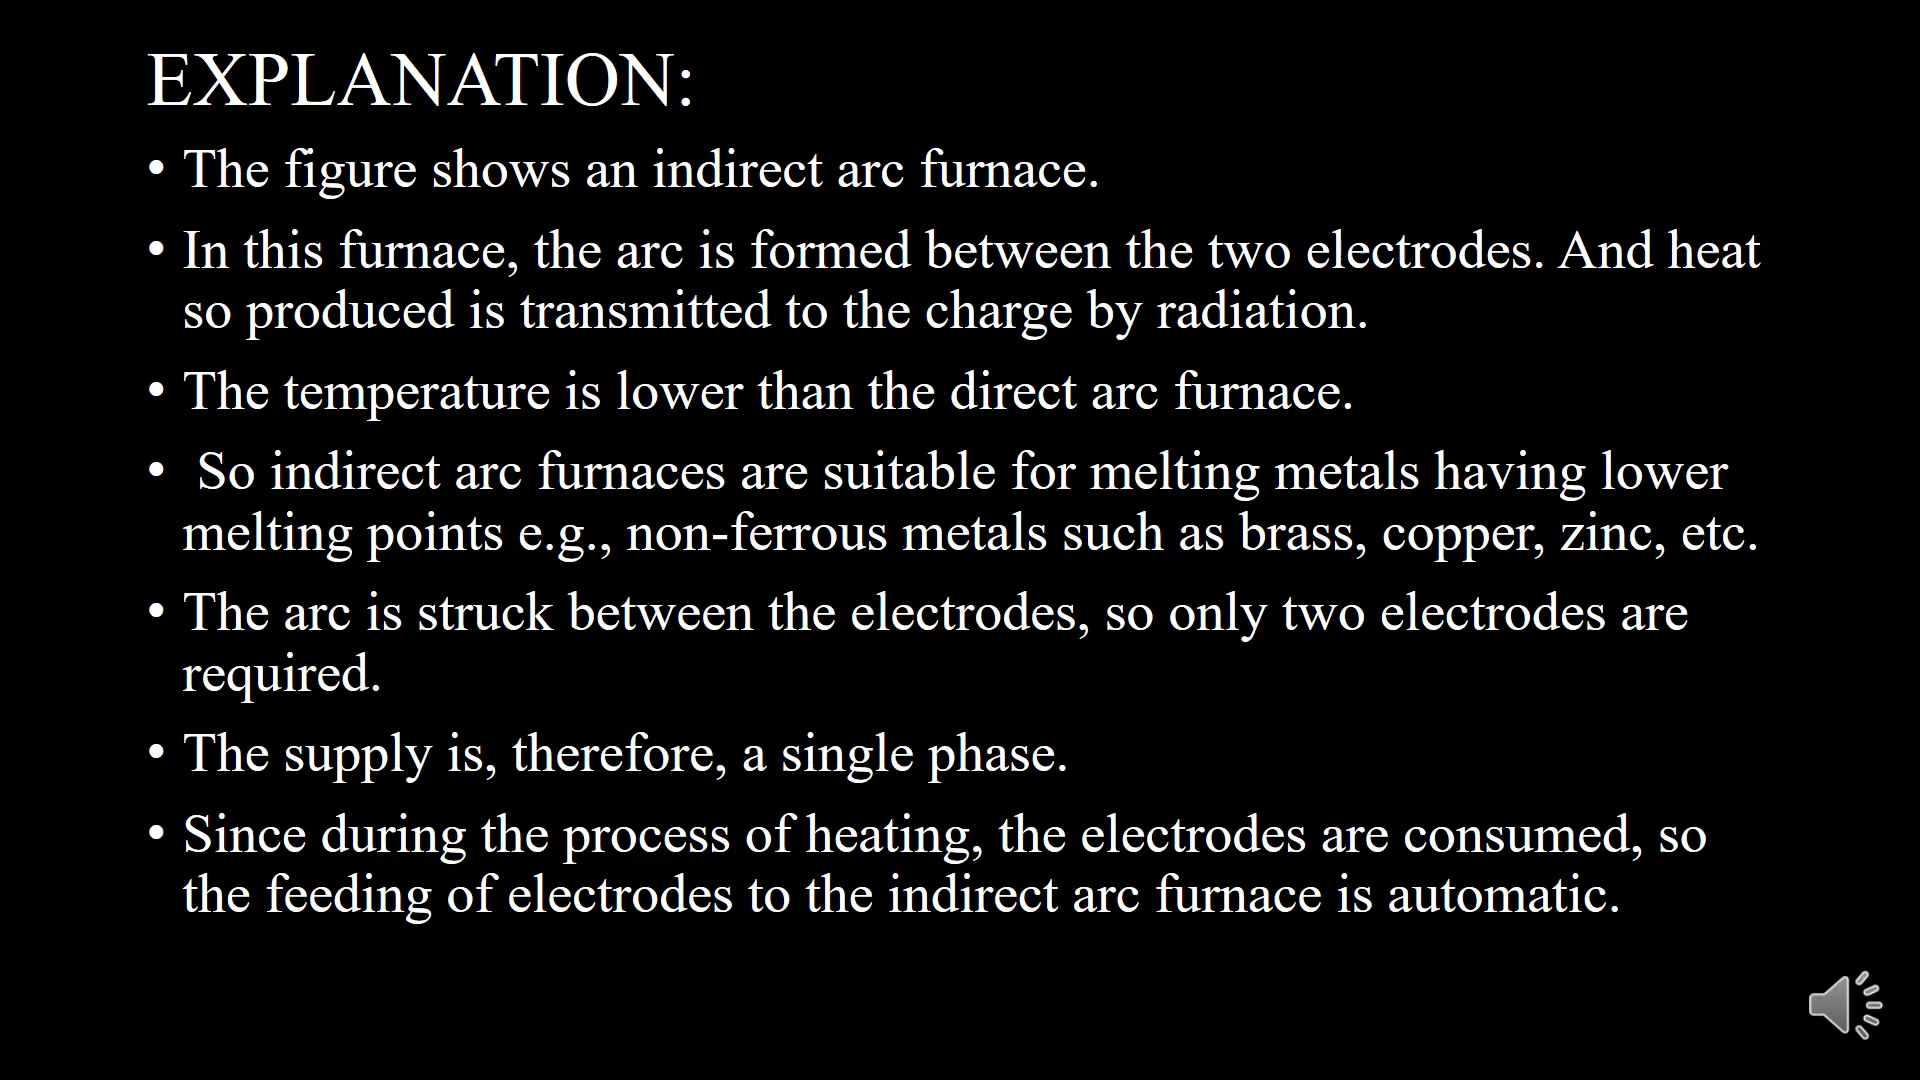 EXPLANATION:
• The figure shows an indirect arc furnace.
• In this furnace, the arc is formed between the two electrodes. And heat
so produced is transmitted to the charge by radiation.
• The temperature is lower than the direct arc furnace.
• So indirect arc furnaces are suitable for melting metals having lower
melting points e.g., non-ferrous metals such as brass, copper, zinc, etc.
• The arc is struck between the electrodes, so only two electrodes are
required.
• The supply is, therefore, a single phase.
• Since during the process of heating, the electrodes are consumed, so
the feeding of electrodes to the indirect arc furnace is automatic.